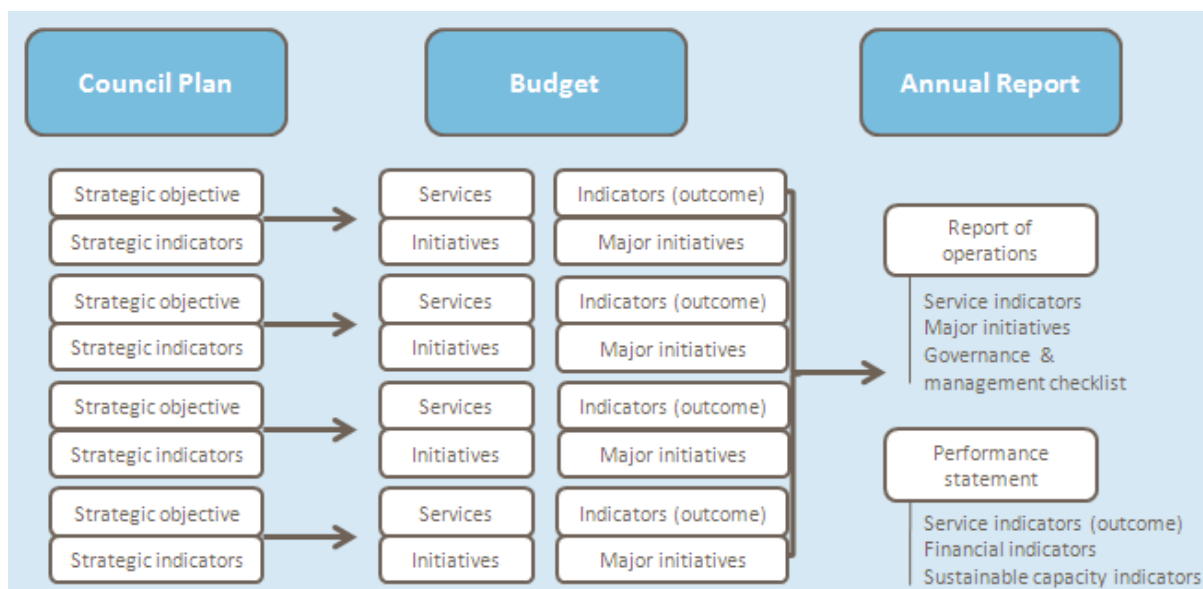 Council Plan
Budget
Annual Report
Strategic objective
Strategic indicators
Strategic objective
Strategic indicators
Strategic objective
Strategic indicators
Strategic objective
Strategic indicators
Services
Initiatives
Services
Initiatives
Services
Initiatives
Services
Initiatives
Indicators (outcome)
Major initiatives
Indicators (outcome)
Major initiatives
Indicators (outcome)
Major initiatives
Indicators (outcome)
Major initiatives
Report of
operations
Service indicators
Major initiatives
Governance &
management checklist
Performance
statement
Service indicators (outcome)
Financial indicators
Sustainable capacity indicators